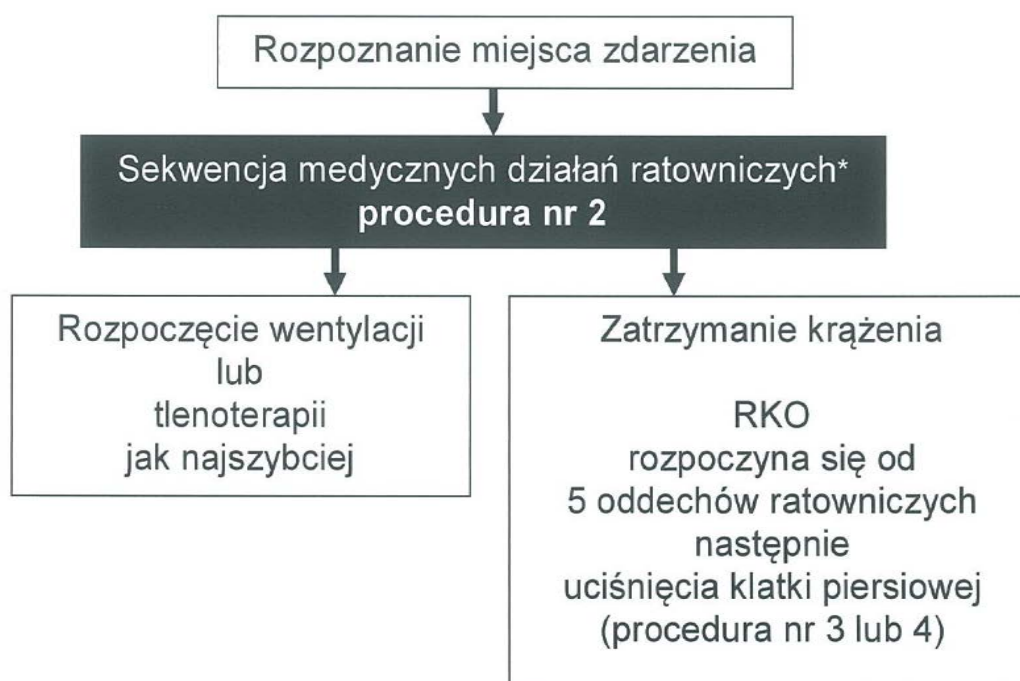 Rozpoznanie miejsca zdarzenia
Sekwencja medycznych działań ratowniczych*
procedura nr 2
Rozpoczęcie wentylacji
lub
tlenoterapii
jak najszybciej
Zatrzymanie krążenia
RKO
rozpoczyna się od
5 oddechów ratowniczych
następnie
uciśnięcia klatki piersiowej
(procedura nr 3 lub 4)